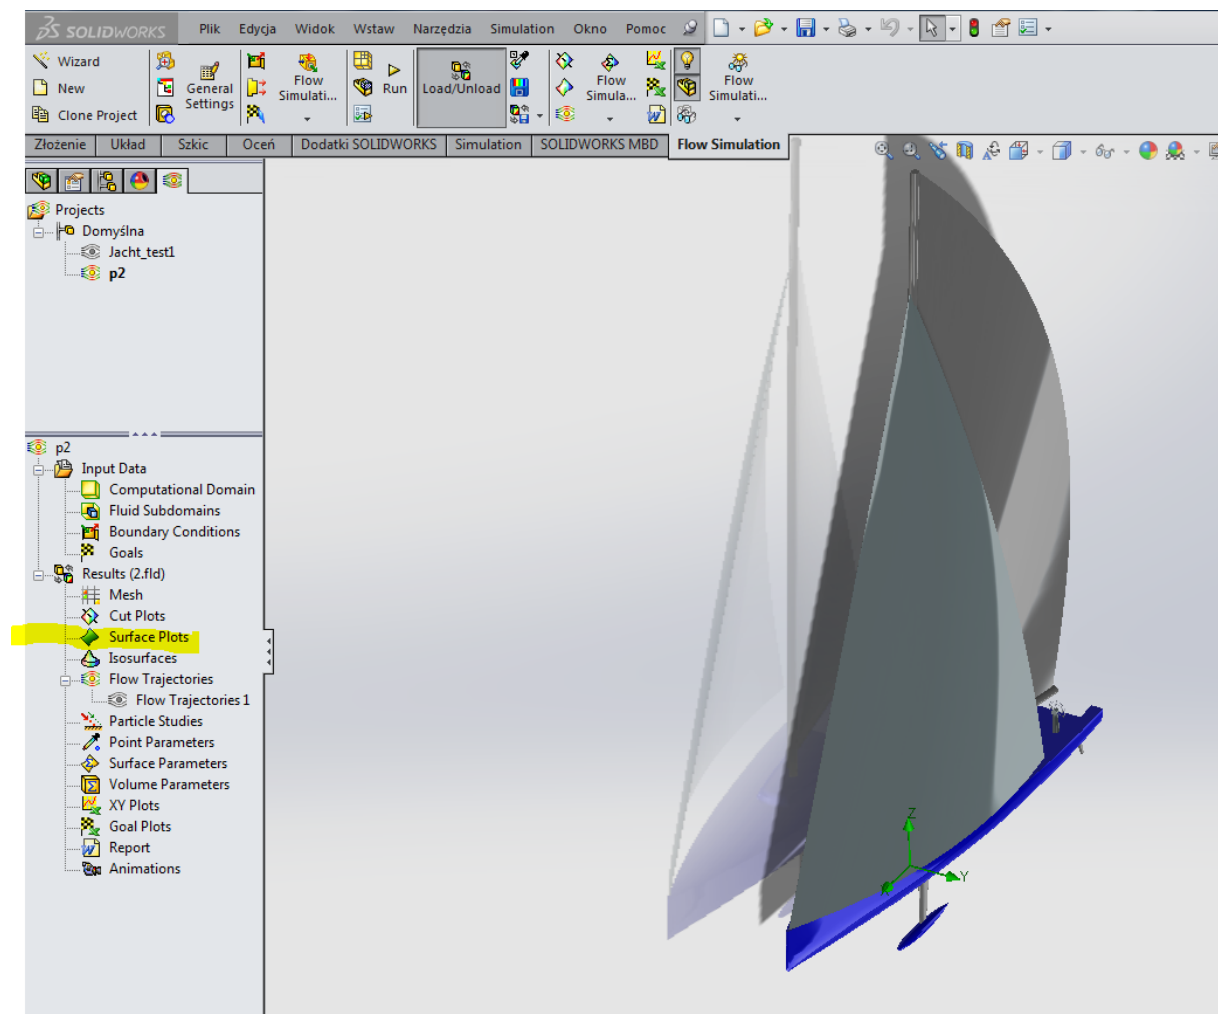 SOLIDWORKS Plik Edycja Widok Wstaw Narzędzia Simulation Okno Pomoc
Wizard
New
Clone Project
General
Settings
Flow
Simulati...
Run
Load/Unload
Flow
Simula...
Flow
Simulati...
Złożenie Układ Szkic Oceń Dodatki SOLIDWORKS Simulation SOLIDWORKS MBD Flow Simulation
Projects
Domyślna
Jacht_test1
p2
p2
Input Data
Computational Domain
Fluid Subdomains
Boundary Conditions
Goals
Results (2.fld)
Mesh
Cut Plots
Surface Plots
Isosurfaces
Flow Trajectories
Flow Trajectories 1
Particle Studies
Point Parameters
Surface Parameters
Volume Parameters
XY Plots
Goal Plots
Report
Animations
Z
Y